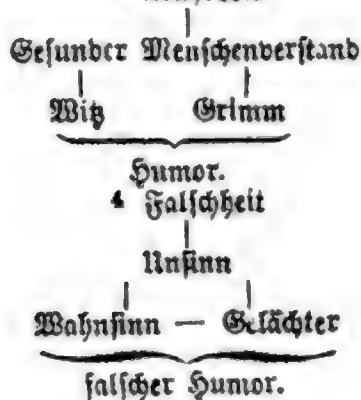 Gesunder Menschenverstand
Witz Grimm
Humor.
4 Falschheit
Unsinn
Wahnsinn — Gelächter
falscher Humor.